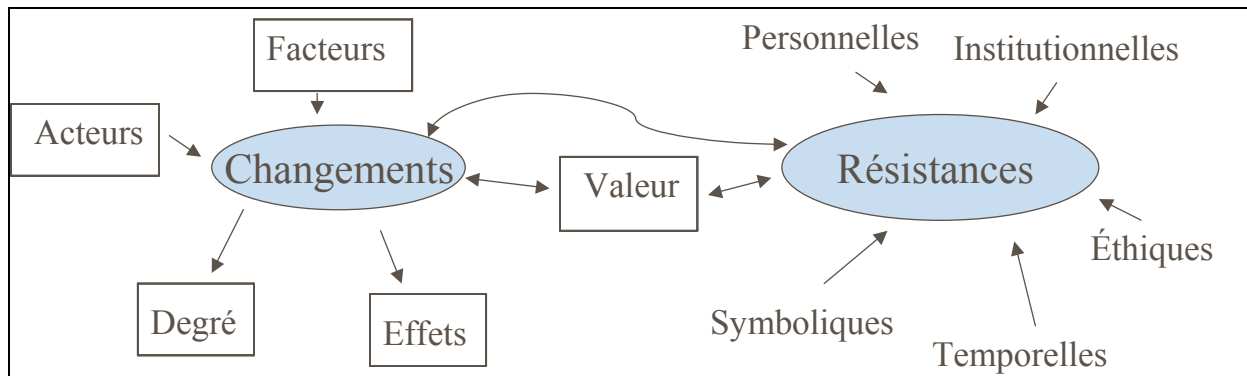 Facteurs
Personnelles
Institutionnelles
Acteurs
Changements
Valeur
Résistances
Éthiques
Degré
Effets
Symboliques
Temporelles